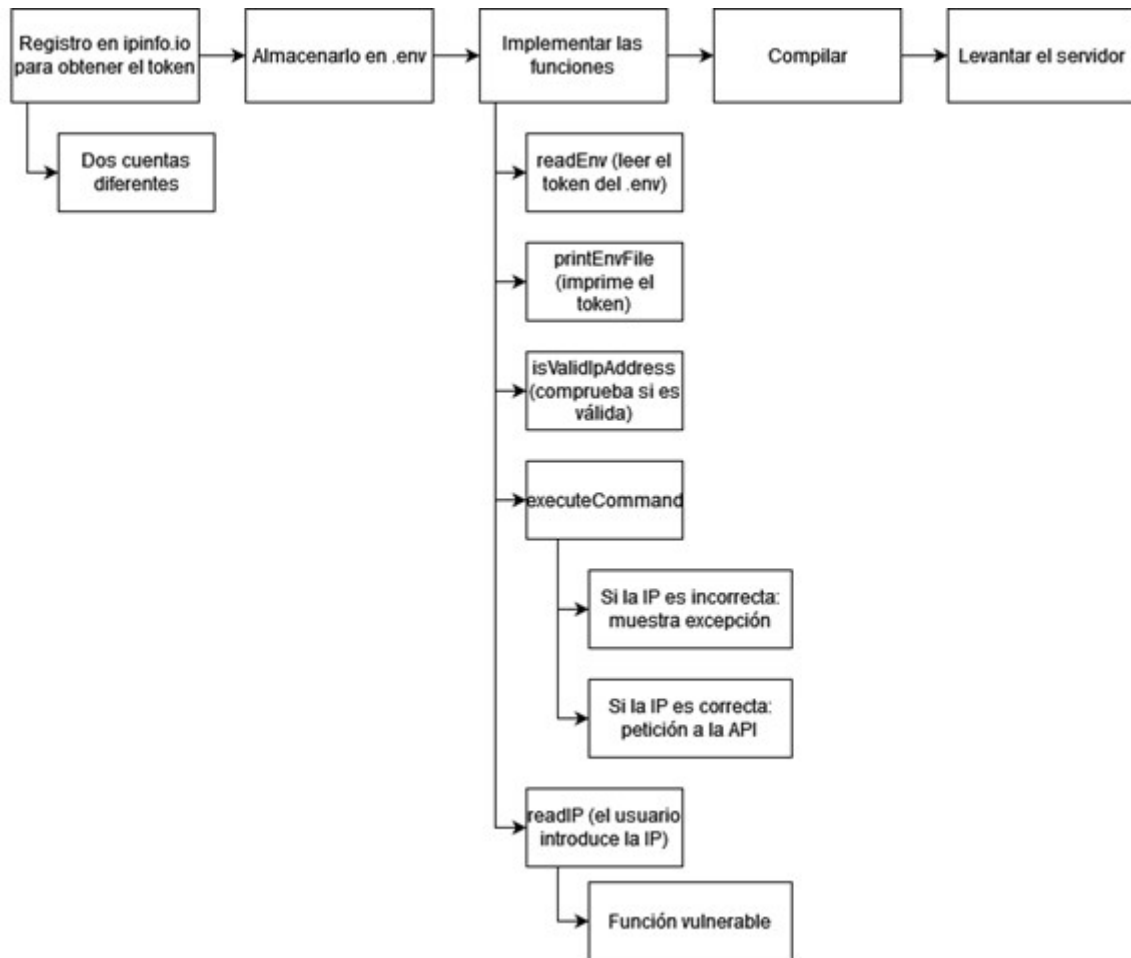 Registro en ipinfo.io
para obtener el token
Almacenarlo en .env
Implementar las
funciones
Compilar
Levantar el servidor
Dos cuentas
diferentes
readEnv (leer el
token del .env)
printEnvFile
(imprime el
token)
isValidIpAddress
(comprueba si es
válida)
executeCommand
Si la IP es incorrecta:
muestra excepción
Si la IP es correcta:
petición a la API
readIP (el usuario
introduce la IP)
Función vulnerable